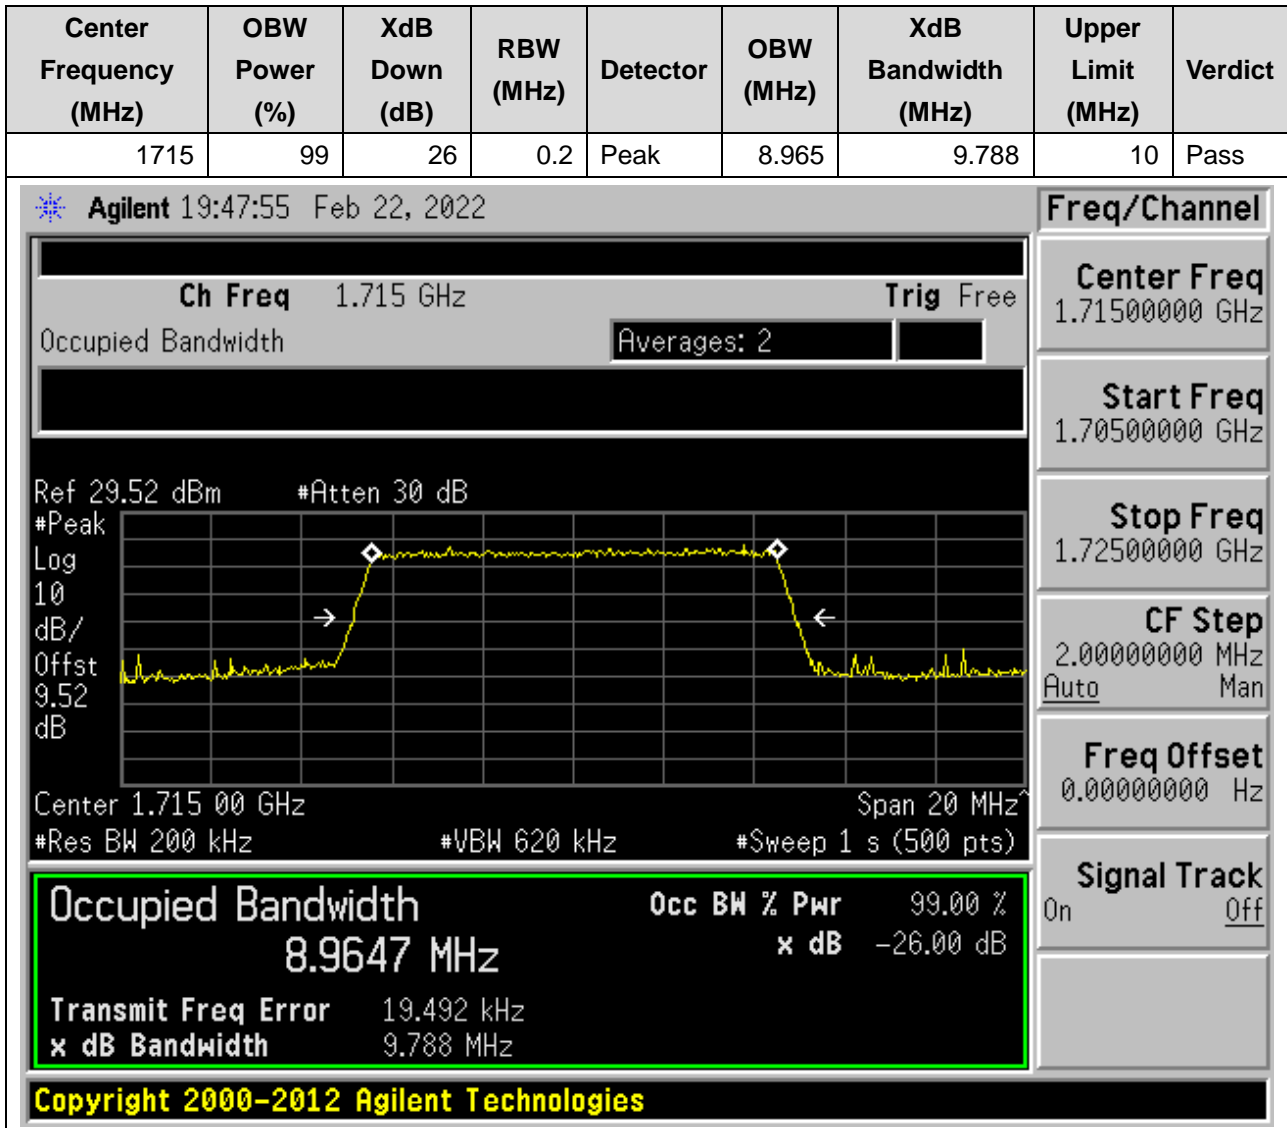 Center Frequency (MHz) OBW Power (%) XdB Down (dB) RBW (MHz) Detector OBW (MHz) XdB Bandwidth (MHz) Upper Limit (MHz) Verdict
1715 99 26 0.2 Peak 8.965 9.788 10 Pass
Agilent 19:47:55 Feb 22, 2022
Ch Freq 1.715 GHz Trig Free
Occupied Bandwidth Averages: 2
Ref 29.52 dBm #Atten 30 dB
#Peak
Log
10
dB/
Offst
9.52
dB
Center 1.715 00 GHz Span 20 MHz^
#Res BW 200 kHz #VBW 620 kHz #Sweep 1 s (500 pts)
Occupied Bandwidth Occ BW % Pwr 99.00 %
8.9647 MHz x dB -26.00 dB
Transmit Freq Error 19.492 kHz
x dB Bandwidth 9.788 MHz
Freq/Channel
Center Freq
1.71500000 GHz
Start Freq
1.70500000 GHz
Stop Freq
1.72500000 GHz
CF Step
2.00000000 MHz
Auto Man
Freq Offset
0.00000000 Hz
Signal Track
On Off
Copyright 2000-2012 Agilent Technologies